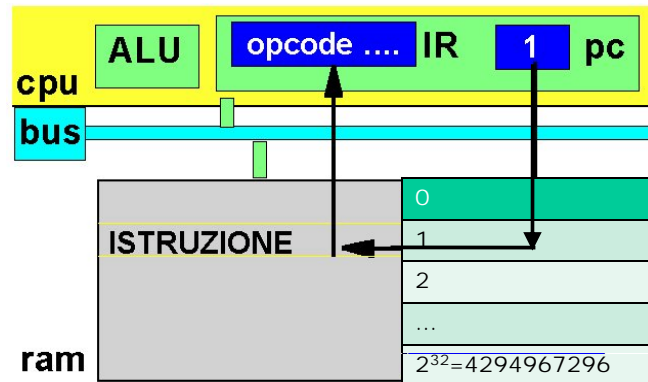 ALU
opcode .... IR
1 pc
cpu
bus
0
ISTRUZIONE
1
2
...
ram
2³²=4294967296